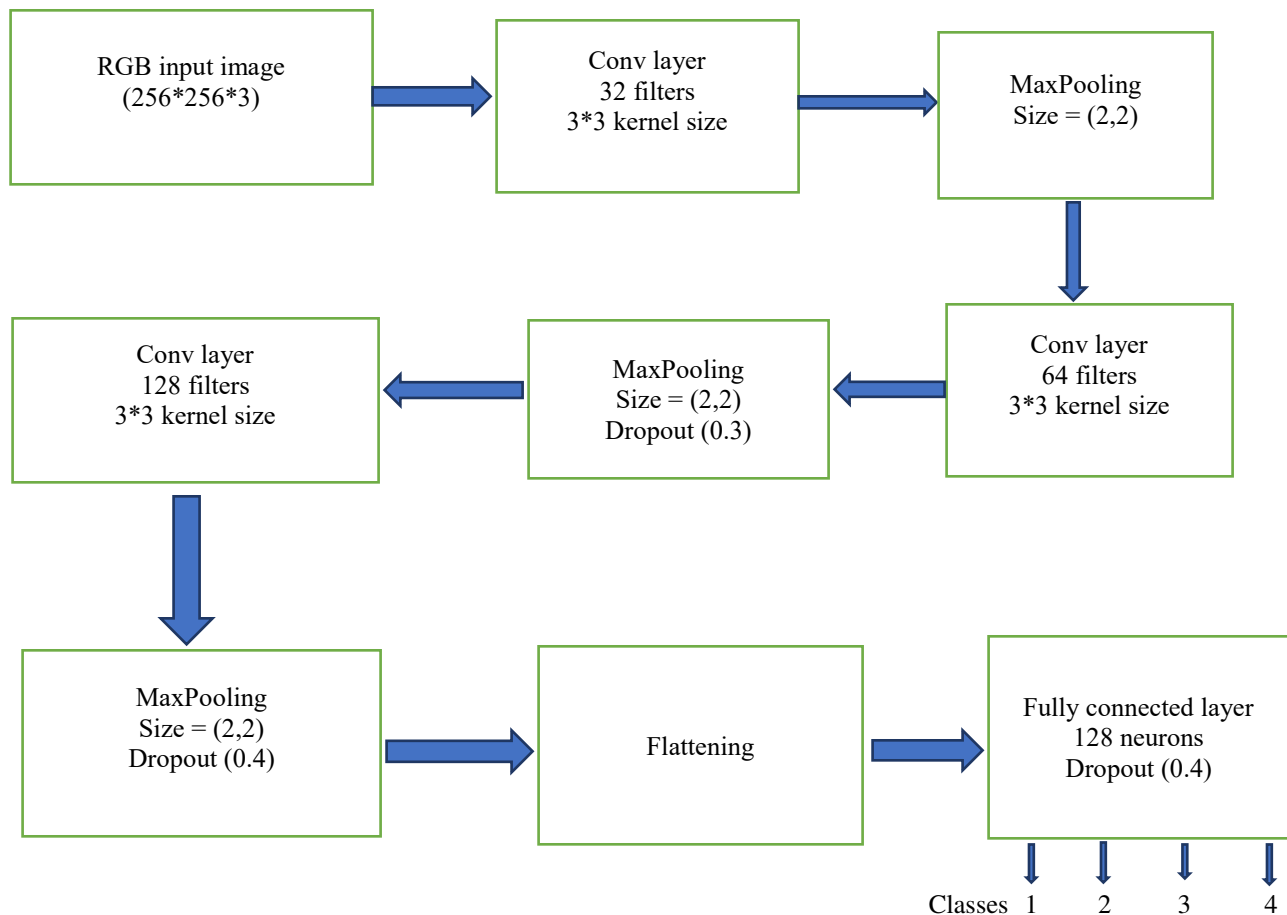 RGB input image
(256*256*3)
Conv layer
32 filters
3*3 kernel size
MaxPooling
Size = (2,2)
Conv layer
64 filters
3*3 kernel size
MaxPooling
Size = (2,2)
Dropout (0.3)
Conv layer
128 filters
3*3 kernel size
MaxPooling
Size = (2,2)
Dropout (0.4)
Flattening
Fully connected layer
128 neurons
Dropout (0.4)
Classes 1 2 3 4